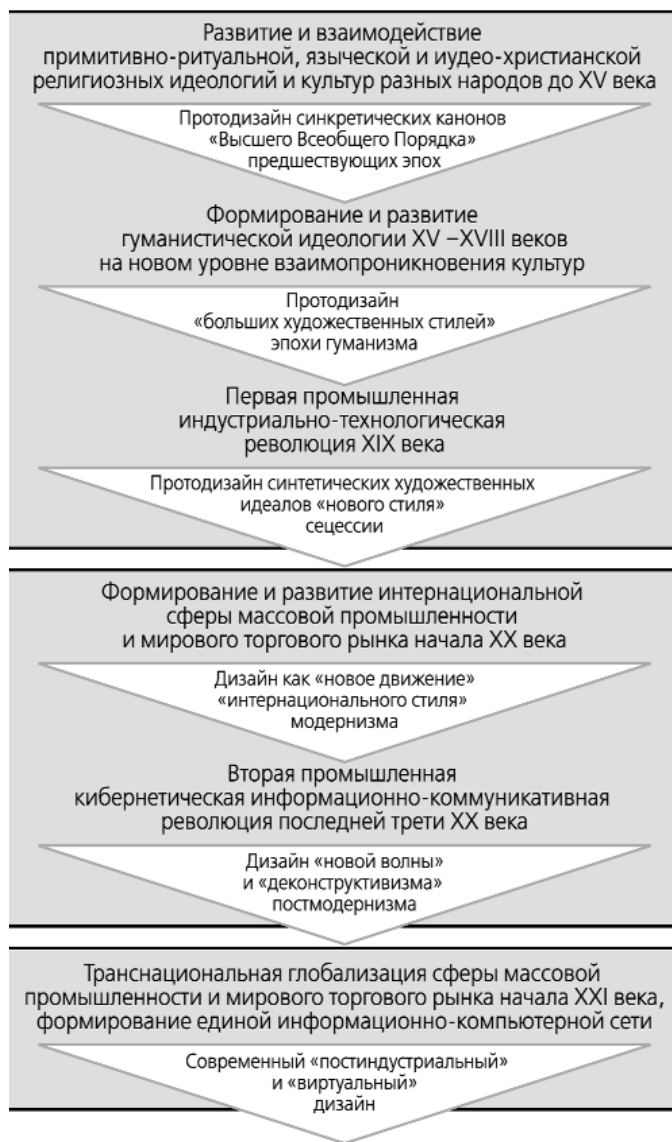 Развитие и взаимодействие
примитивно-ритуальной, языческой и иудео-христианской
религиозных идеологий и культур разных народов до XV века
Протодизайн синкретических канонов
«Высшего Всеобщего Порядка»
предшествующих эпох
Формирование и развитие
гуманистической идеологии XV –XVIII веков
на новом уровне взаимопроникновения культур
Протодизайн
«больших художественных стилей»
эпохи гуманизма
Первая промышленная
индустриально-технологическая
революция XIX века
Протодизайн синтетических художественных
идеалов «нового стиля»
сецессии
Формирование и развитие интернациональной
сферы массовой промышленности
и мирового торгового рынка начала XX века
Дизайн как «новое движение»
«интернационального стиля»
модернизма
Вторая промышленная
кибернетическая информационно-коммуникативная
революция последней трети XX века
Дизайн «новой волны»
и «деконструктивизма»
постмодернизма
Транснациональная глобализация сферы массовой
промышленности и мирового торгового рынка начала XXI века,
формирование единой информационно-компьютерной сети
Современный «постиндустриальный»
и «виртуальный»
дизайн